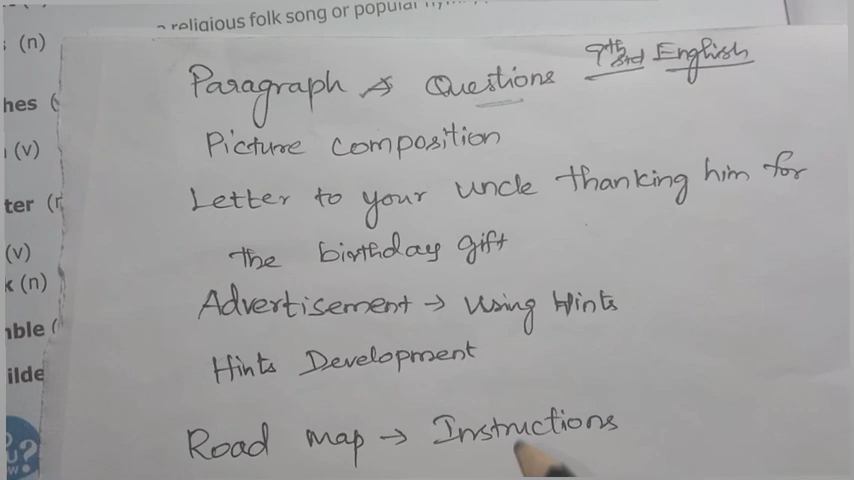 a religious folk song or popular
(n)
hes (
(v)
ter (
(v)
k (n)
able (
ilde
U?
W!
9th 3rd English
Paragraph Questions
Picture composition
Letter to your uncle thanking him for
the birthday gift
Advertisement → Using Hints
Hints Development
Road map → Instructions